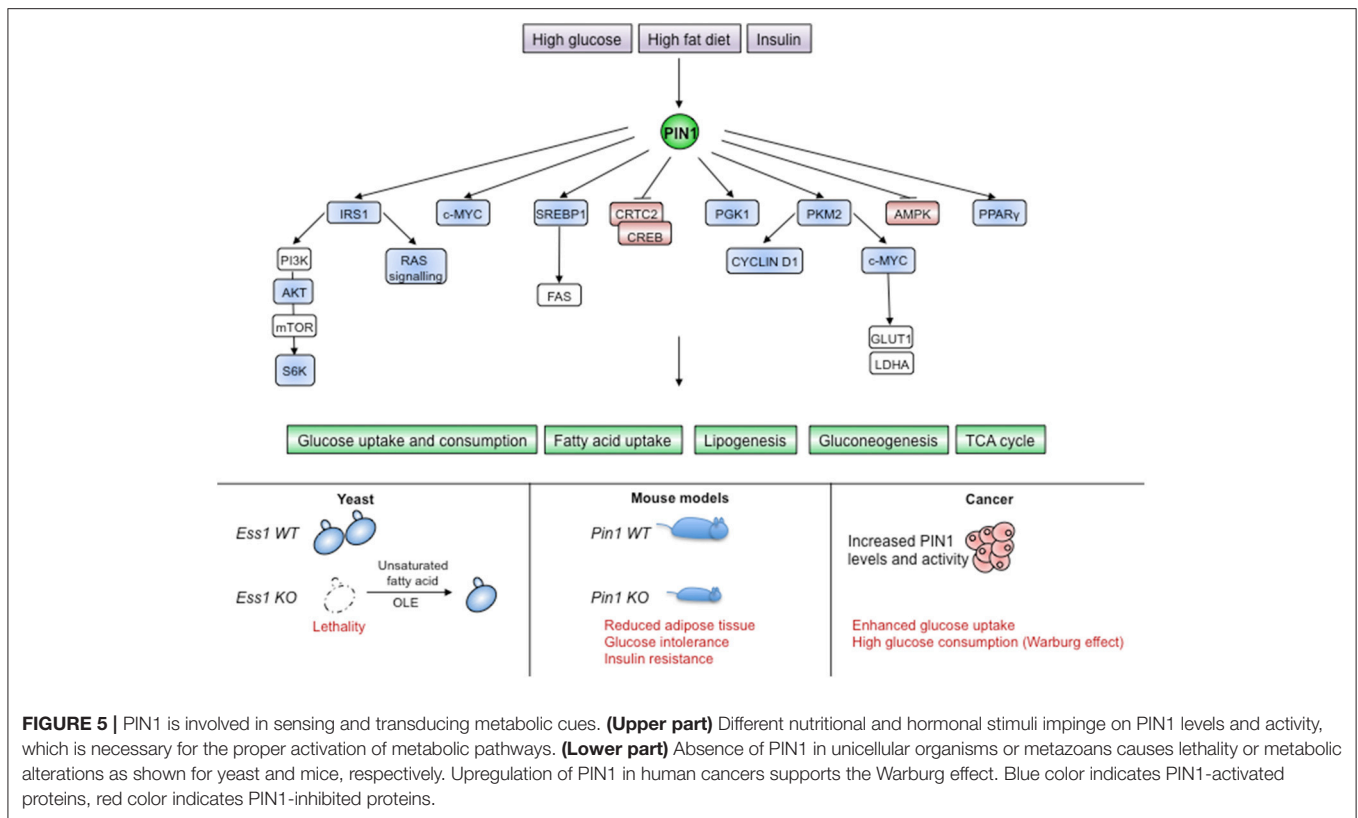 High glucose High fat diet Insulin
PIN1
IRS1 c-MYC SREBP1 CRTC2 PGK1 PKM2 AMPK PPARγ
CREB
PI3K RAS signalling CYCLIN D1 c-MYC
AKT FAS
mTOR GLUT1
S6K LDHA
Glucose uptake and consumption Fatty acid uptake Lipogenesis Gluconeogenesis TCA cycle
Yeast
Ess1 WT
Ess1 KO
Unsaturated
fatty acid
OLE
Lethality
Mouse models
Pin1 WT
Pin1 KO
Reduced adipose tissue
Glucose intolerance
Insulin resistance
Cancer
Increased PIN1
levels and activity
Enhanced glucose uptake
High glucose consumption (Warburg effect)
FIGURE 5 | PIN1 is involved in sensing and transducing metabolic cues. (Upper part) Different nutritional and hormonal stimuli impinge on PIN1 levels and activity,
which is necessary for the proper activation of metabolic pathways. (Lower part) Absence of PIN1 in unicellular organisms or metazoans causes lethality or metabolic
alterations as shown for yeast and mice, respectively. Upregulation of PIN1 in human cancers supports the Warburg effect. Blue color indicates PIN1-activated
proteins, red color indicates PIN1-inhibited proteins.